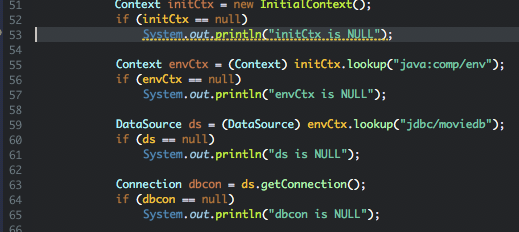 51 Context initCtx = new InitialContext();
52 if (initCtx == null)
53 System.out.println("initCtx is NULL");
54
55 Context envCtx = (Context) initCtx.lookup("java:comp/env");
56 if (envCtx == null)
57 System.out.println("envCtx is NULL");
58
59 DataSource ds = (DataSource) envCtx.lookup("jdbc/moviedb");
60 if (ds == null)
61 System.out.println("ds is NULL");
62
63 Connection dbcon = ds.getConnection();
64 if (dbcon == null)
65 System.out.println("dbcon is NULL");
66